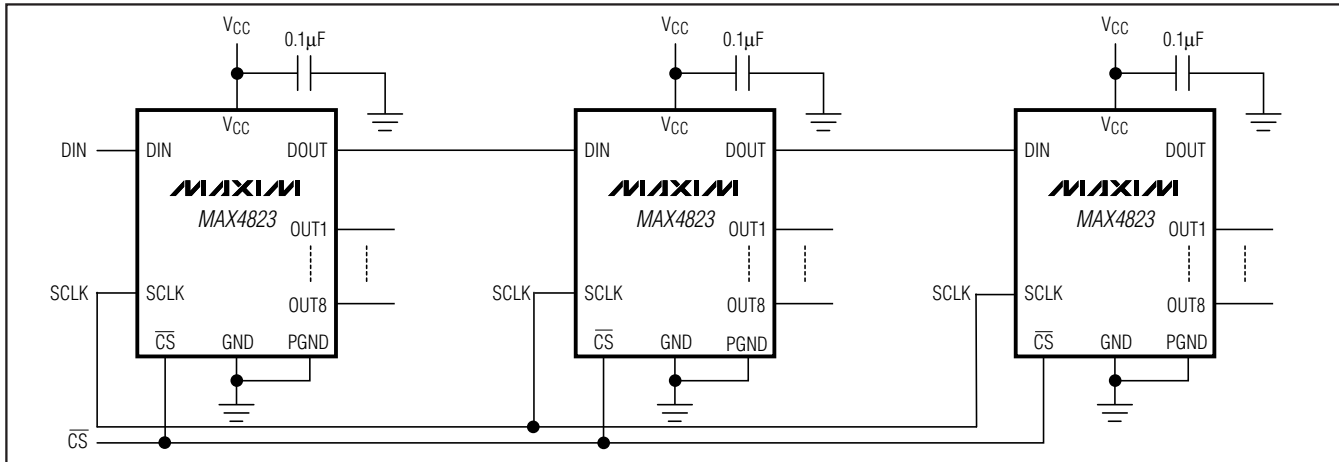 VCC
0.1µF
VCC
DIN
DIN
DOUT
MAXIM
MAX4823
OUT1
OUT8
SCLK
SCLK
CS
GND
PGND
VCC
0.1µF
VCC
DIN
DOUT
MAXIM
MAX4823
OUT1
OUT8
SCLK
SCLK
CS
GND
PGND
VCC
0.1µF
VCC
DIN
DOUT
MAXIM
MAX4823
OUT1
OUT8
SCLK
SCLK
CS
GND
PGND
CS